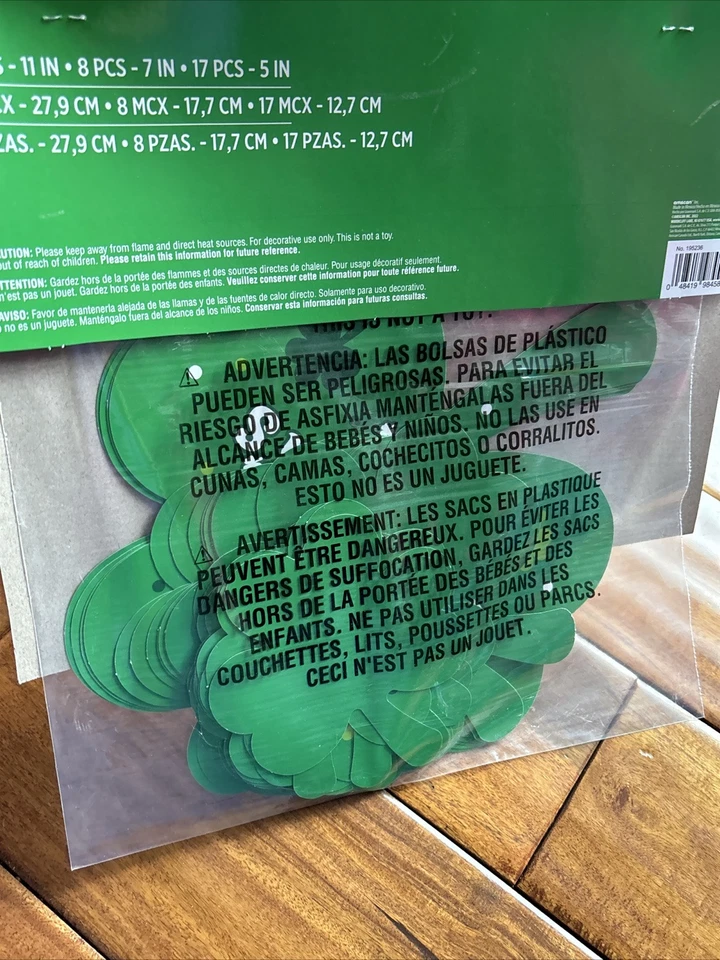 - 11 IN • 8 PCS - 7 IN • 17 PCS - 5 IN
CX - 27,9 CM • 8 MCX - 17,7 CM • 17 MCX - 12,7 CM
ZAS. - 27,9 CM • 8 PZAS. - 17,7 CM • 17 PZAS. - 12,7 CM
UTION: Please keep away from flame and direct heat sources. For decorative use only. This is not a toy.
out of reach of children. Please retain this information for future reference.
TENTION: Gardez hors de la portée des flammes et des sources directes de chaleur. Pour usage décoratif seulement.
n'est pas un jouet. Gardez hors de la portée des enfants. Veuillez conserver cette information pour toute référence future.
AVISO: Favor de mantenerla alejada de las llamas y de las fuentes de calor directo. Solamente para uso decorativo.
o no es un juguete. Manténgalo fuera del alcance de los niños. Conservar esta información para futuras consultas.
No. 195236
0 48419 98458
THIS IS NOT A TOY.
⚠ ADVERTENCIA: LAS BOLSAS DE PLÁSTICO
PUEDEN SER PELIGROSAS. PARA EVITAR EL
RIESGO DE ASFIXIA MANTÉNGALAS FUERA DEL
ALCANCE DE BEBÉS Y NIÑOS. NO LAS USE EN
CUNAS, CAMAS, COCHECITOS O CORRALITOS.
ESTO NO ES UN JUGUETE.
⚠ AVERTISSEMENT: LES SACS EN PLASTIQUE
PEUVENT ÊTRE DANGEREUX. POUR ÉVITER LES
DANGERS DE SUFFOCATION, GARDEZ LES SACS
HORS DE LA PORTÉE DES BÉBÉS ET DES
ENFANTS. NE PAS UTILISER DANS LES
COUCHETTES, LITS, POUSSETTES OU PARCS.
CECI N'EST PAS UN JOUET.